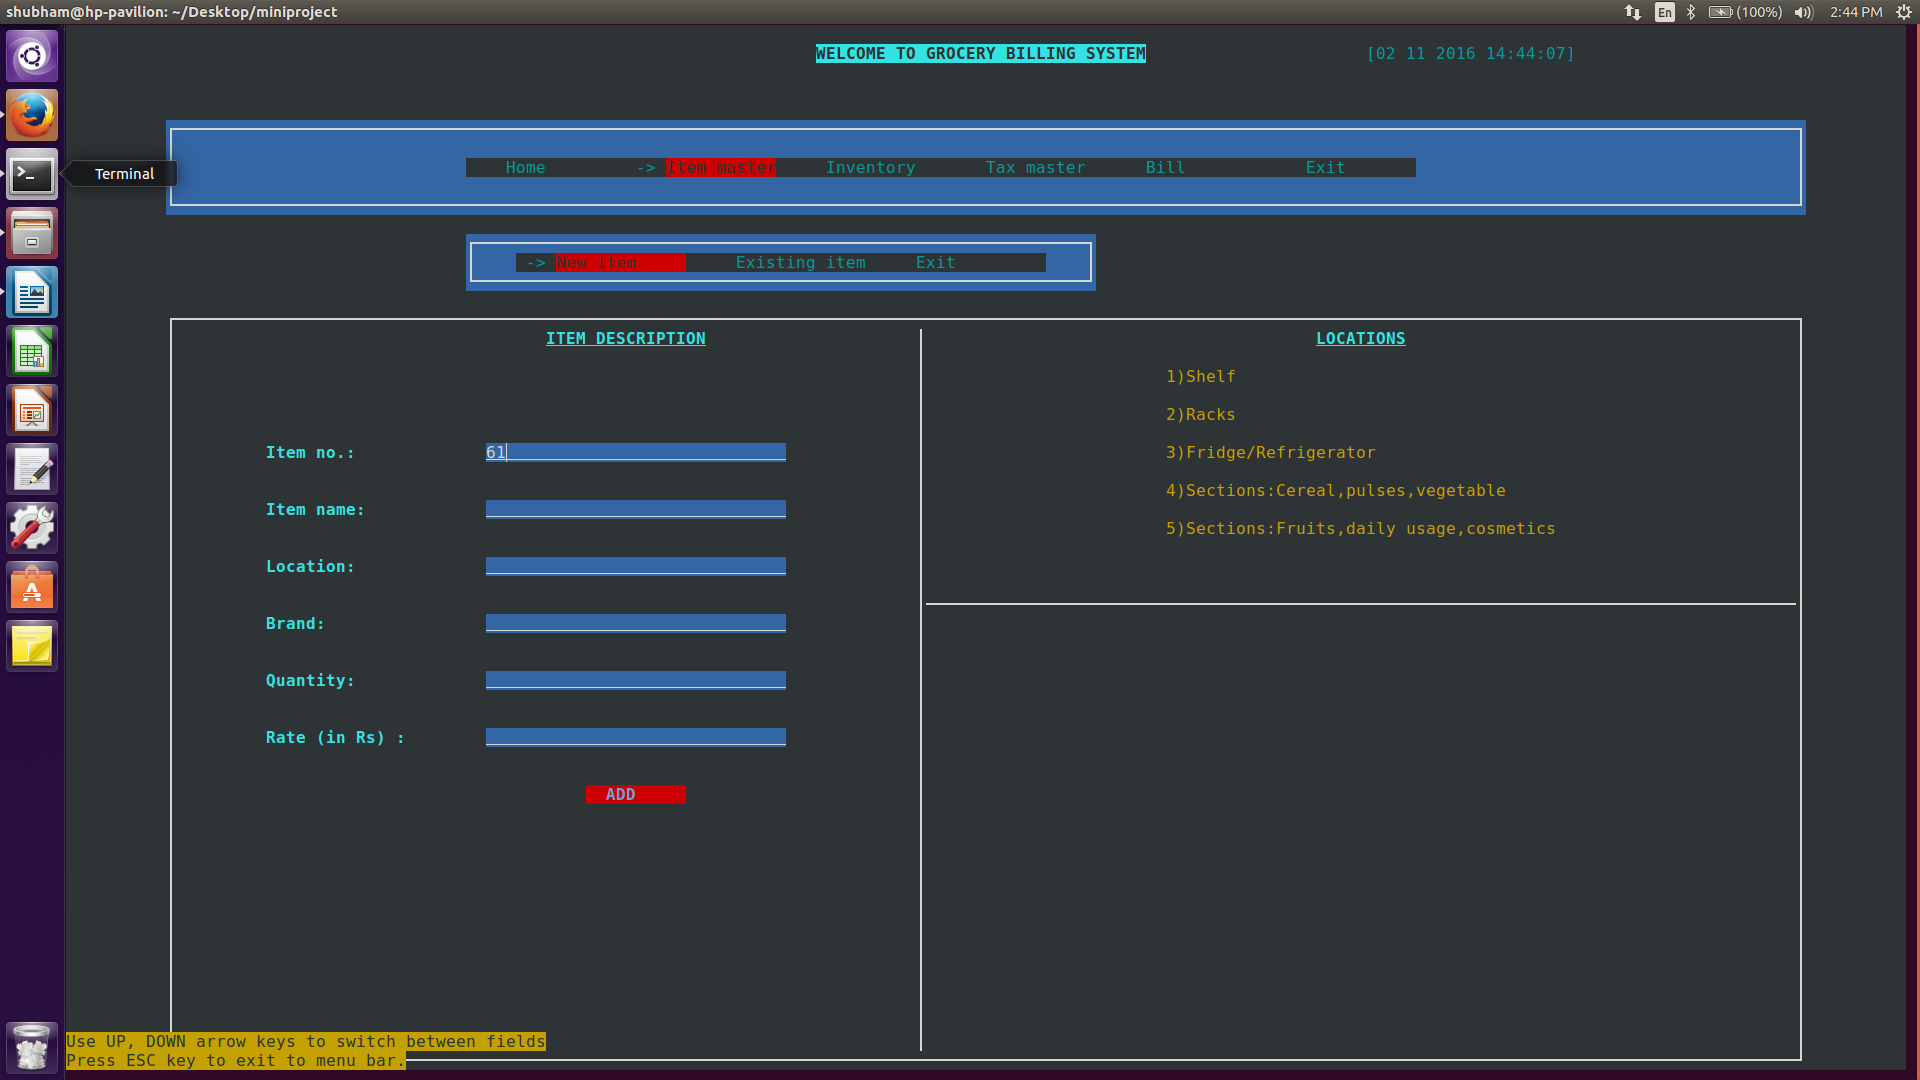 shubham@hp-pavilion: ~/Desktop/miniproject
En (100%) 2:44 PM
WELCOME TO GROCERY BILLING SYSTEM [02 11 2016 14:44:07]
Terminal
Home -> Item master Inventory Tax master Bill Exit
-> New item Existing item Exit
ITEM DESCRIPTION
Item no.: 61
Item name:
Location:
Brand:
Quantity:
Rate (in Rs) :
ADD
LOCATIONS
1)Shelf
2)Racks
3)Fridge/Refrigerator
4)Sections:Cereal,pulses,vegetable
5)Sections:Fruits,daily usage,cosmetics
Use UP, DOWN arrow keys to switch between fields
Press ESC key to exit to menu bar.